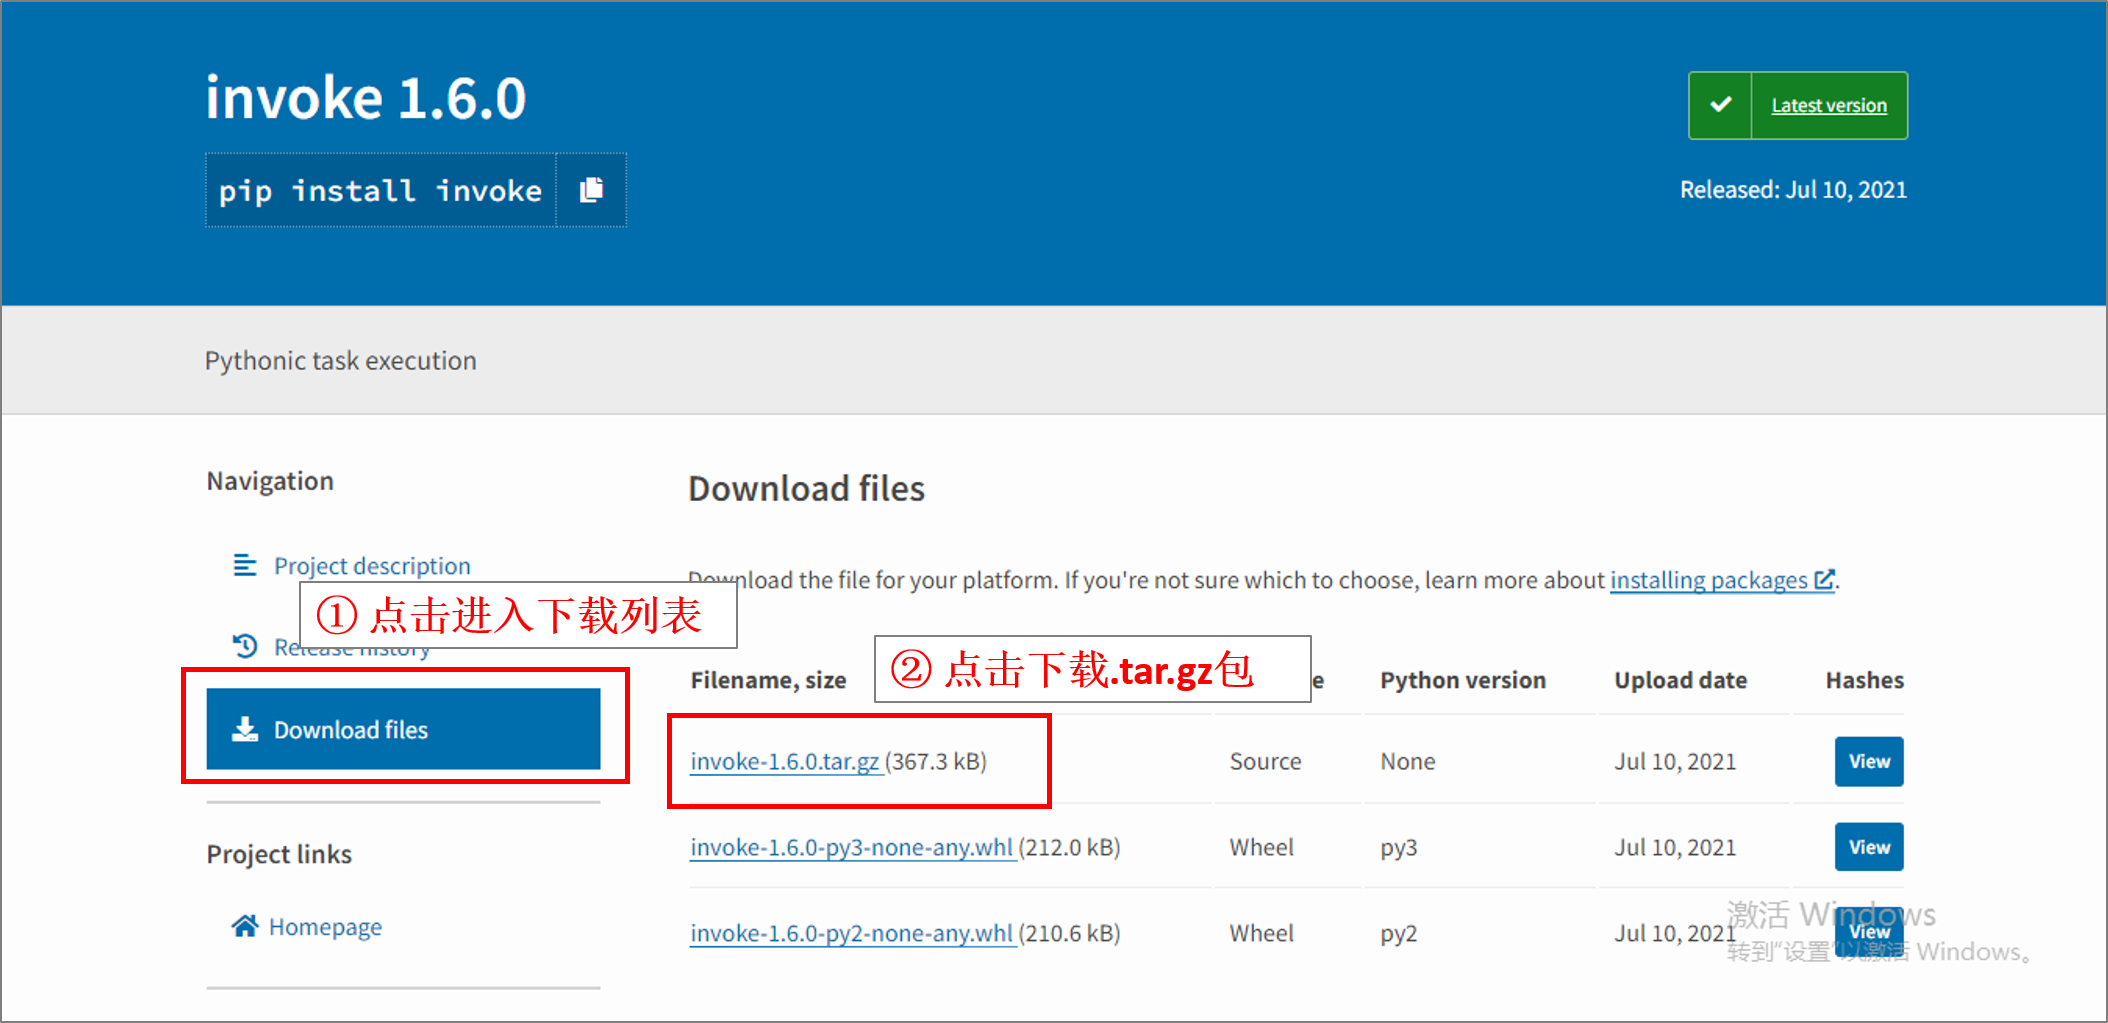 invoke 1.6.0
pip install invoke
Latest version
Released: Jul 10, 2021
Pythonic task execution
Navigation
Project description
① 点击进入下载列表
Release history
Download files
Project links
Homepage
Download files
Download the file for your platform. If you're not sure which to choose, learn more about installing packages.
② 点击下载.tar.gz包
Filename, size Python version Upload date Hashes
invoke-1.6.0.tar.gz (367.3 kB) Source None Jul 10, 2021 View
invoke-1.6.0-py3-none-any.whl (212.0 kB) Wheel py3 Jul 10, 2021 View
invoke-1.6.0-py2-none-any.whl (210.6 kB) Wheel py2 Jul 10, 2021 View
激活 Windows
转到“设置”以激活 Windows。